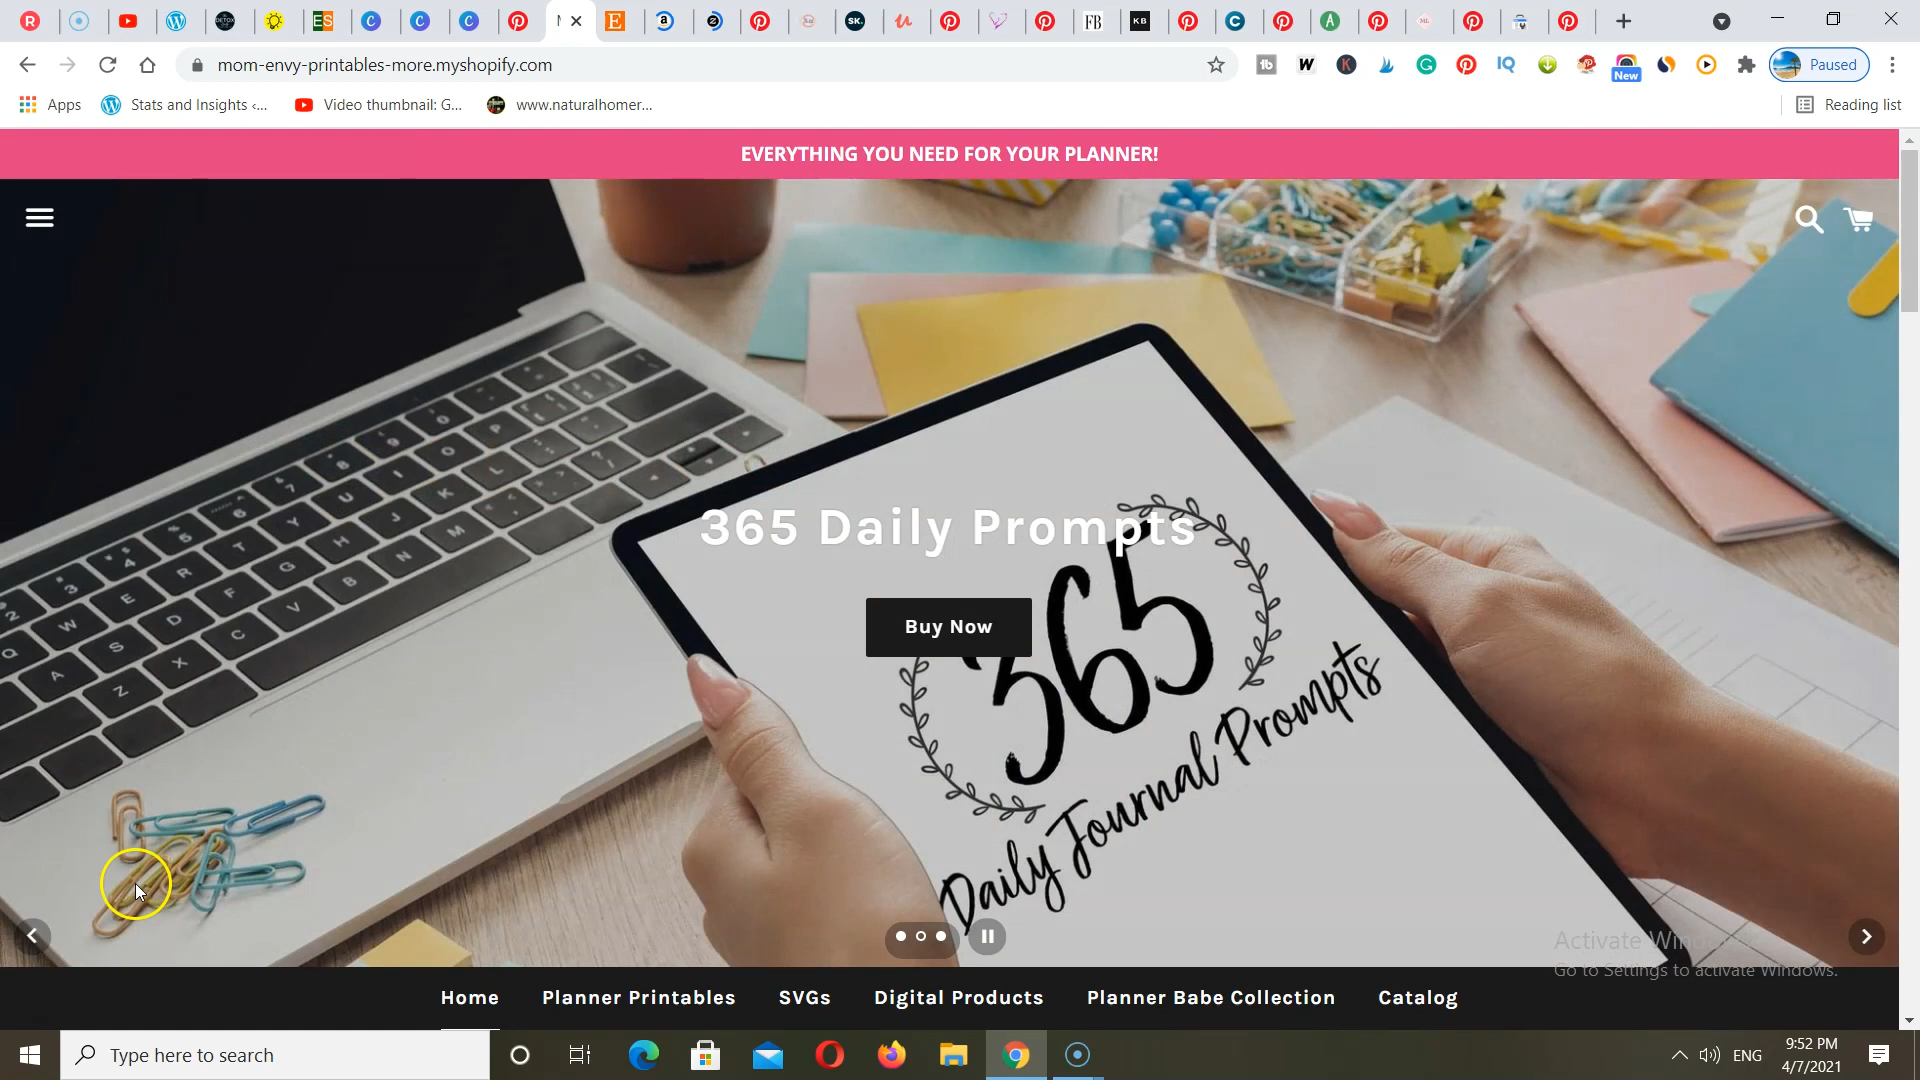 mom-envy-printables-more.myshopify.com
Paused
New
Apps
Stats and Insights ‹...
Video thumbnail: G...
www.naturalhomer...
Reading list
EVERYTHING YOU NEED FOR YOUR PLANNER!
365 Daily Prompts
Buy Now
365
Daily Journal Prompts
Go to Settings to activate Windows.
Home
Planner Printables
SVGs
Digital Products
Planner Babe Collection
Catalog
Type here to search
ENG
9:52 PM
4/7/2021